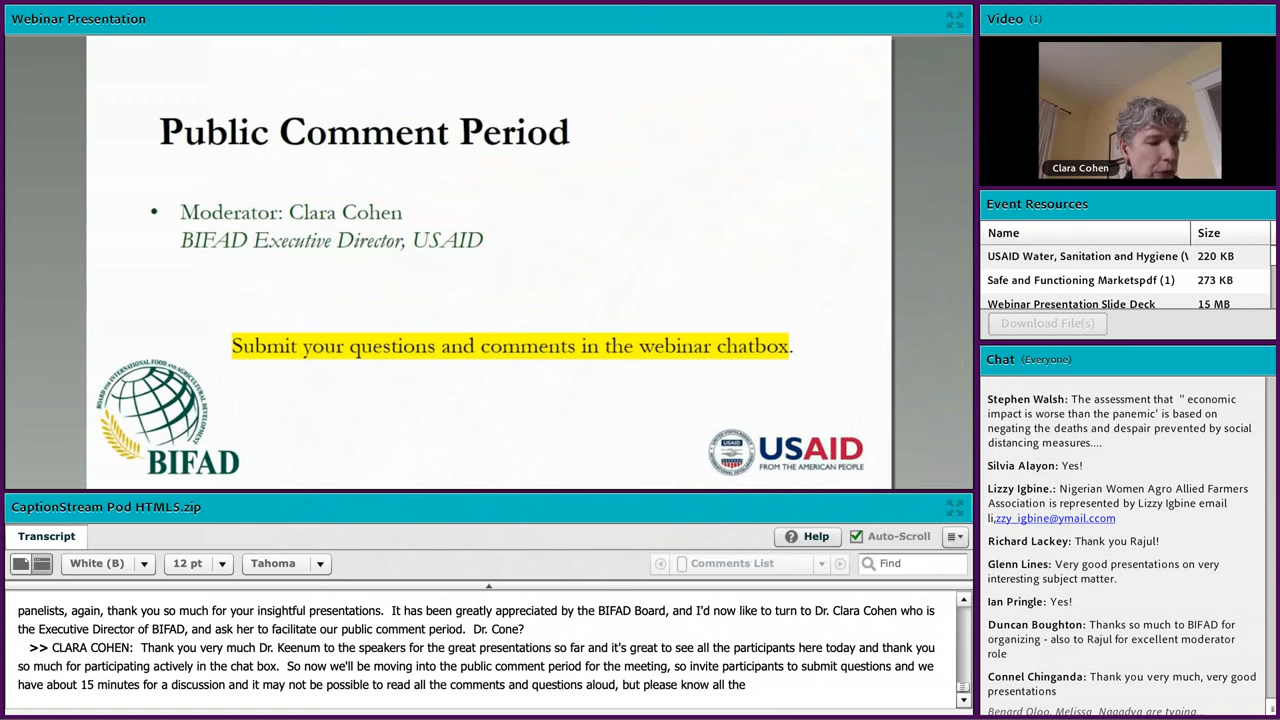 Webinar Presentation
Public Comment Period
• Moderator: Clara Cohen
BIFAD Executive Director, USAID
Submit your questions and comments in the webinar chatbox.
BOARD FOR INTERNATIONAL FOOD AND AGRICULTURAL DEVELOPMENT
BIFAD
USAID
USAID
FROM THE AMERICAN PEOPLE
CaptionStream Pod HTML5.zip
Transcript
Help
Auto-Scroll
White (B)
12 pt
Tahoma
Comments List
Find
panelists, again, thank you so much for your insightful presentations.  It has been greatly appreciated by the BIFAD Board, and I'd now like to turn to Dr. Clara Cohen who is
the Executive Director of BIFAD, and ask her to facilitate our public comment period.  Dr. Cone?
>> CLARA COHEN:  Thank you very much Dr. Keenum to the speakers for the great presentations so far and it's great to see all the participants here today and thank you
so much for participating actively in the chat box.  So now we'll be moving into the public comment period for the meeting, so invite participants to submit questions and we
have about 15 minutes for a discussion and it may not be possible to read all the comments and questions aloud, but please know all the
Video (1)
Clara Cohen
Event Resources
Name Size
USAID Water, Sanitation and Hygiene (\ 220 KB
Safe and Functioning Marketspdf (1) 273 KB
Webinar Presentation Slide Deck 15 MB
Download File(s)
Chat (Everyone)
Stephen Walsh: The assessment that  " economic
impact is worse than the panemic' is based on
negating the deaths and despair prevented by social
distancing measures....
Silvia Alayon: Yes!
Lizzy Igbine.: Nigerian Women Agro Allied Farmers
Association is represented by Lizzy Igbine email
li,zzy_igbine@ymail.ccom
Richard Lackey: Thank you Rajul!
Glenn Lines: Very good presentations on very
interesting subject matter.
Ian Pringle: Yes!
Duncan Boughton: Thanks so much to BIFAD for
organizing - also to Rajul for excellent moderator
role
Connel Chinganda: Thank you very much, very good
presentations
Benard Oloo, Melissa, Nagadya are typing